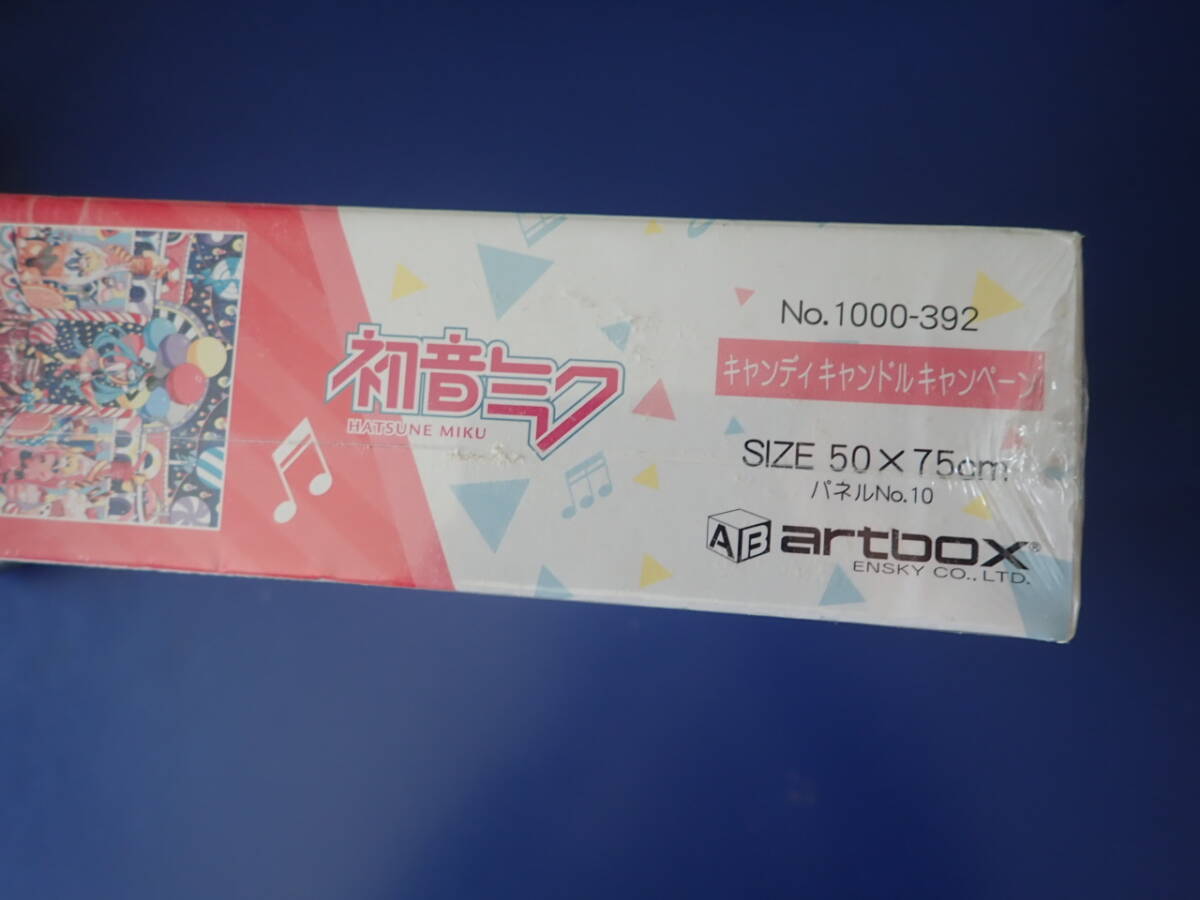 初音ミク
HATSUNE MIKU
No.1000-392
キャンディキャンドルキャンペーン
SIZE 50×75cm
パネルNo.10
AB artbox®
ENSKY CO., LTD.